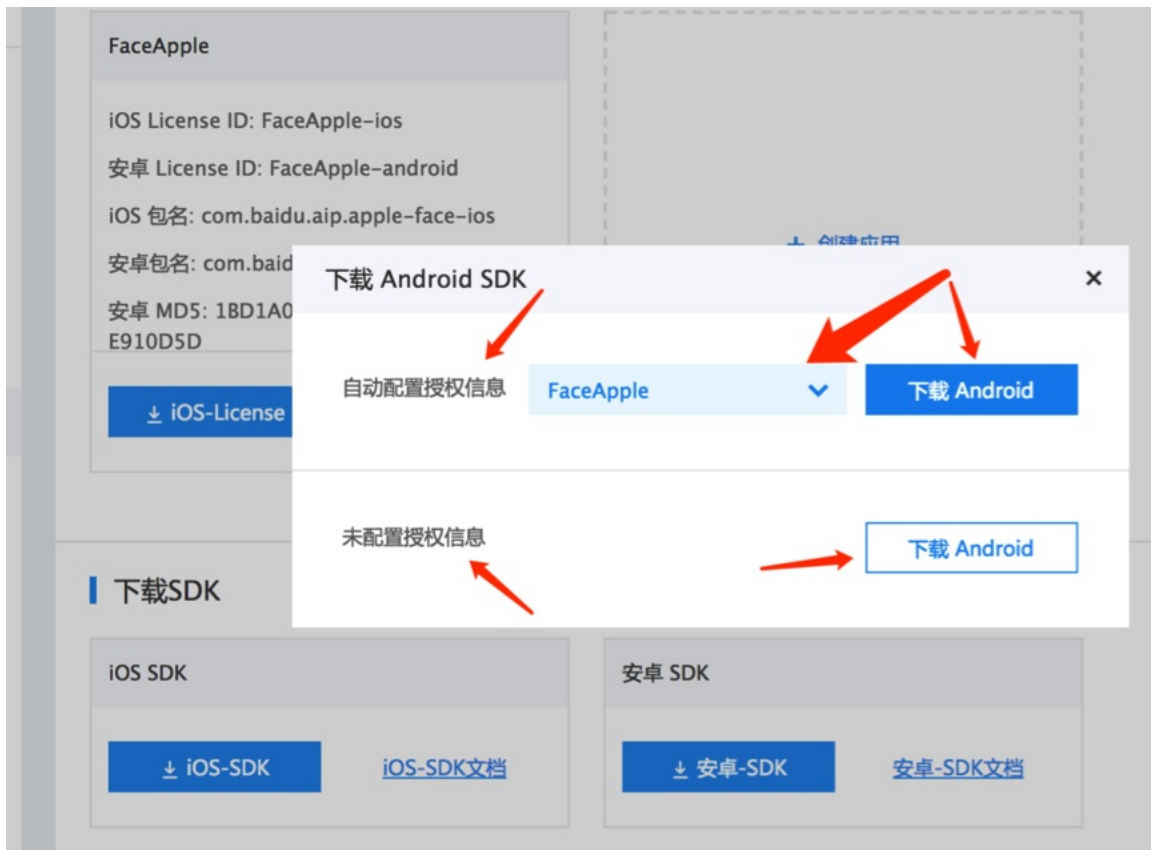 FaceApple
iOS License ID: FaceApple-ios
安卓 License ID: FaceApple-android
iOS 包名: com.baidu.aip.apple-face-ios
安卓包名: com.baid
安卓 MD5: 1BD1A0
E910D5D
iOS-License
+ 创建应用
下载 Android SDK
×
自动配置授权信息
FaceApple
下载 Android
未配置授权信息
下载 Android
下载SDK
iOS SDK
iOS-SDK
iOS-SDK文档
安卓 SDK
安卓-SDK
安卓-SDK文档